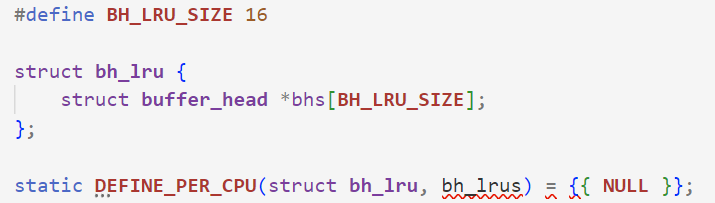 #define BH_LRU_SIZE 16
struct bh_lru {
struct buffer_head *bhs[BH_LRU_SIZE];
};
static DEFINE_PER_CPU(struct bh_lru, bh_lrus) = {{ NULL }};